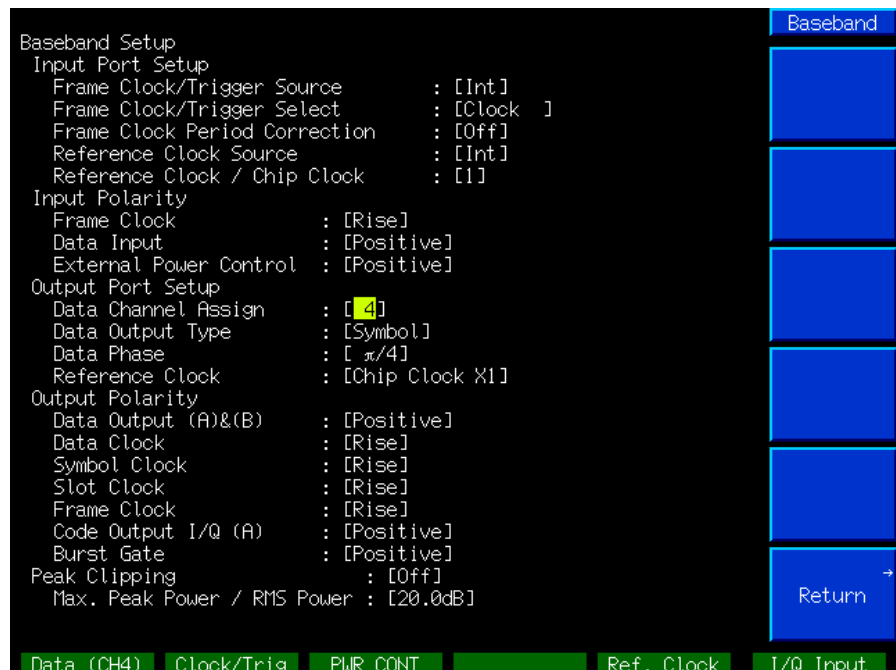 Baseband
Baseband Setup
Input Port Setup
Frame Clock/Trigger Source : [Int]
Frame Clock/Trigger Select : [Clock ]
Frame Clock Period Correction : [Off]
Reference Clock Source : [Int]
Reference Clock / Chip Clock : [1]
Input Polarity
Frame Clock : [Rise]
Data Input : [Positive]
External Power Control : [Positive]
Output Port Setup
Data Channel Assign : [ 4]
Data Output Type : [Symbol]
Data Phase : [ π/4]
Reference Clock : [Chip Clock X1]
Output Polarity
Data Output (A)&(B) : [Positive]
Data Clock : [Rise]
Symbol Clock : [Rise]
Slot Clock : [Rise]
Frame Clock : [Rise]
Code Output I/Q (A) : [Positive]
Burst Gate : [Positive]
Peak Clipping : [Off]
Max. Peak Power / RMS Power : [20.0dB]
→
Return
Data (CH4) Clock/Trig PWR CONT Ref. Clock I/Q Input